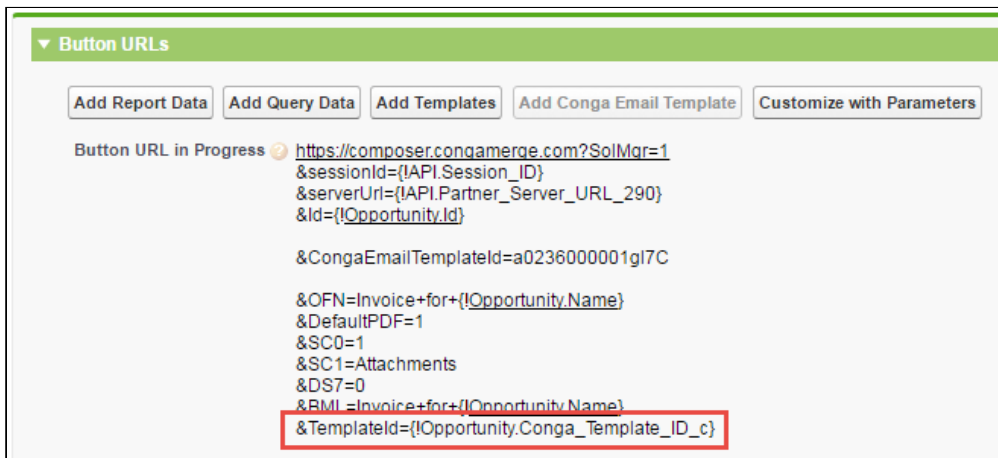 Button URLs
Add Report Data Add Query Data Add Templates Add Conga Email Template Customize with Parameters
Button URL in Progress ? https://composer.congamerge.com?SolMgr=1
&sessionId={!API.Session_ID}
&serverUrl={!API.Partner_Server_URL_290}
&Id={!Opportunity.Id}
&CongaEmailTemplateId=a0236000001gI7C
&OFN=Invoice+for+{!Opportunity.Name}
&DefaultPDF=1
&SC0=1
&SC1=Attachments
&DS7=0
&BML=Invoice+for+{!Opportunity.Name}
&TemplateId={!Opportunity.Conga_Template_ID_c}